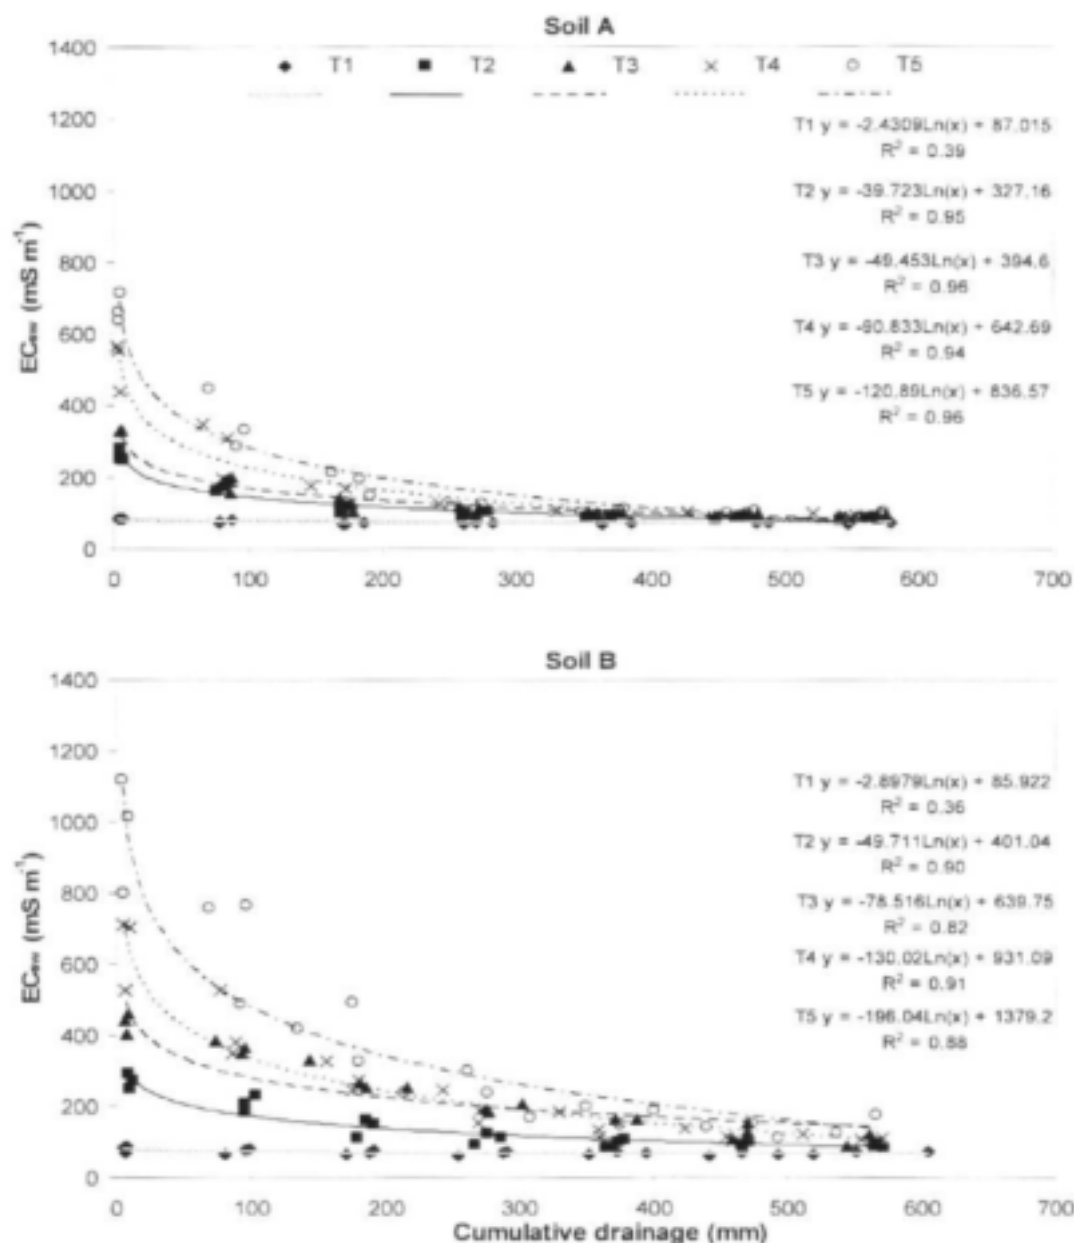 Soil A
1400
T1 T2 T3 T4 T5
1200
T1 y = -2.4309Ln(x) + 87.015
R² = 0.39
1000
T2 y = -39.723Ln(x) + 327.16
R² = 0.95
800
T3 y = -49.453Ln(x) + 394.6
R² = 0.96
600
T4 y = -90.833Ln(x) + 642.69
R² = 0.94
400
T5 y = -120.89Ln(x) + 836.57
R² = 0.96
200
0
EC (mS m⁻¹)
0 100 200 300 400 500 600 700
Soil B
1400
1200
T1 y = -2.8979Ln(x) + 85.922
R² = 0.36
1000
T2 y = -49.711Ln(x) + 401.04
R² = 0.90
800
T3 y = -78.516Ln(x) + 639.75
R² = 0.82
600
T4 y = -130.02Ln(x) + 931.09
R² = 0.91
400
T5 y = -196.04Ln(x) + 1379.2
R² = 0.88
200
0
EC (mS m⁻¹)
0 100 200 300 400 500 600 700
Cumulative drainage (mm)